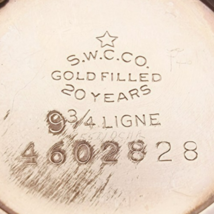 S.W.C.CO.
GOLD FILLED
20 YEARS
9 3/4 LIGNE
4602828